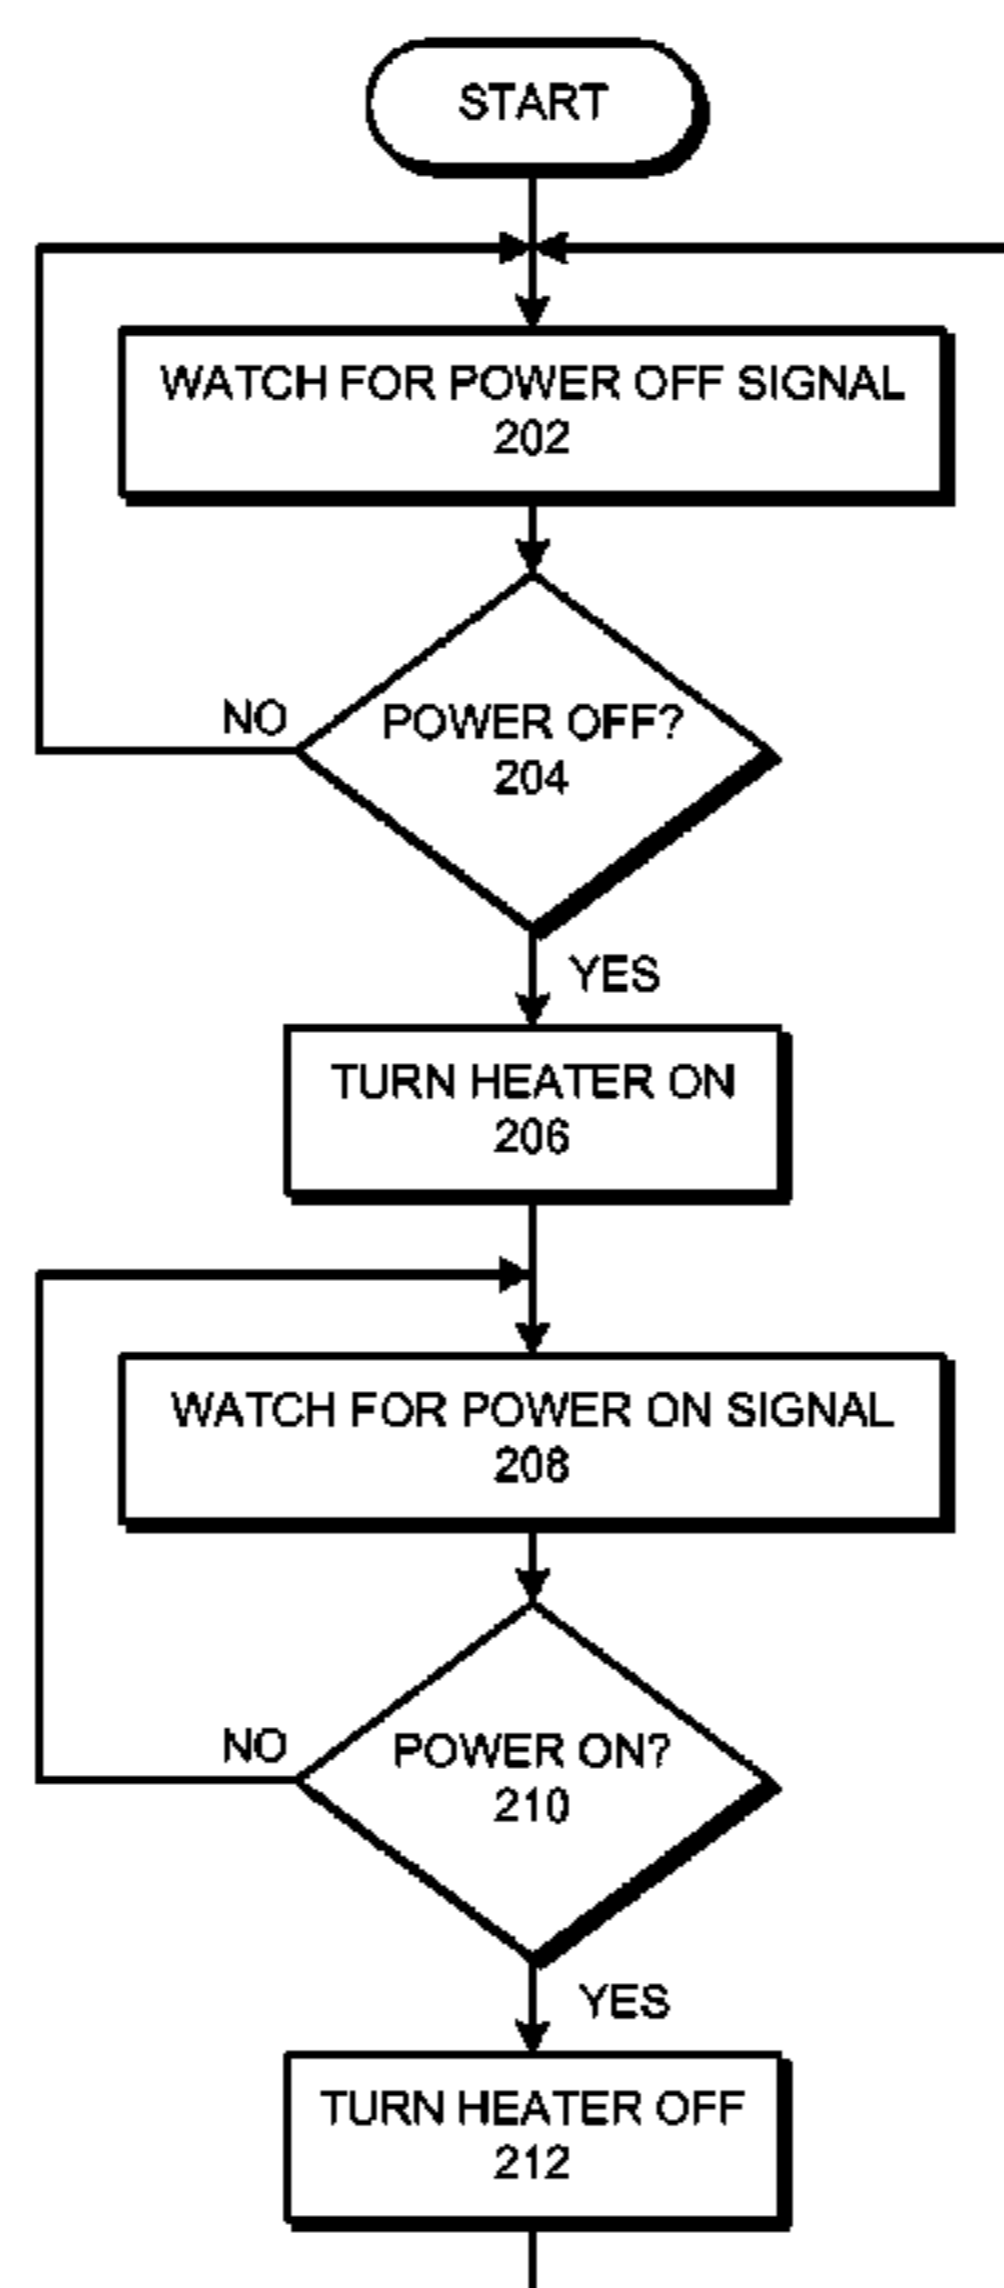 START
WATCH FOR POWER OFF SIGNAL
202
NO
POWER OFF?
204
YES
TURN HEATER ON
206
WATCH FOR POWER ON SIGNAL
208
NO
POWER ON?
210
YES
TURN HEATER OFF
212